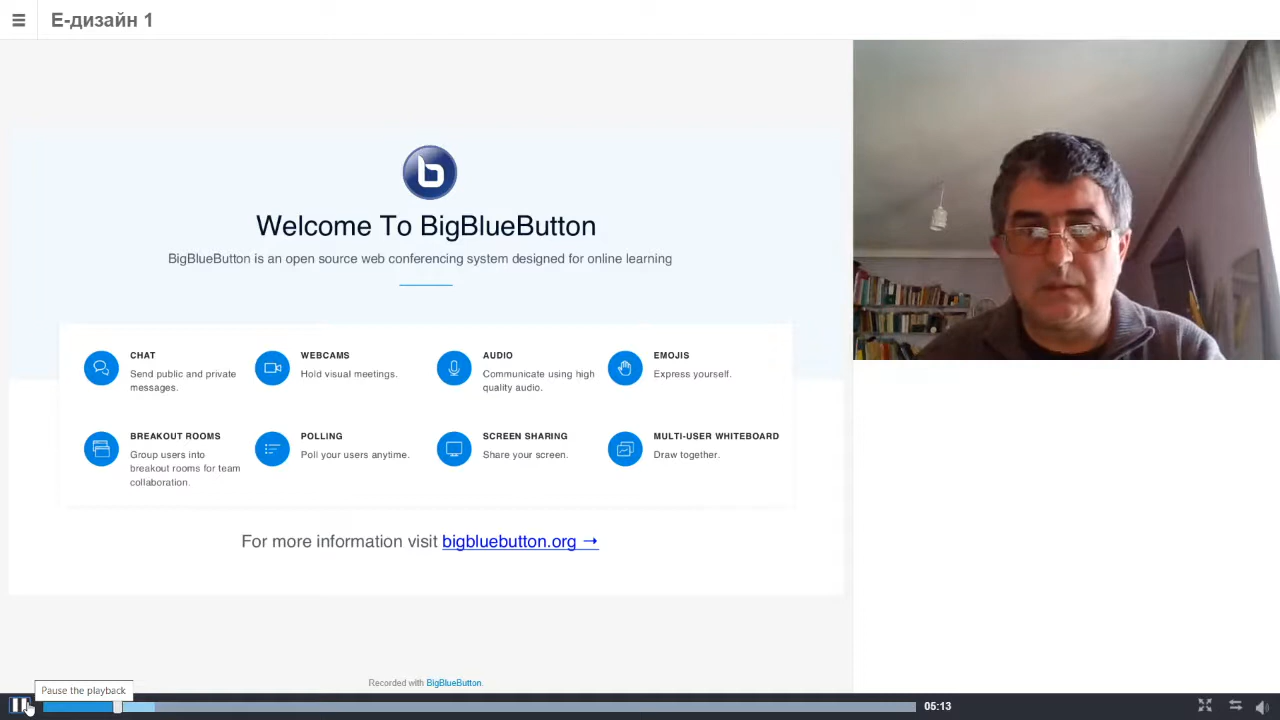 Е-дизайн 1
Welcome To BigBlueButton
BigBlueButton is an open source web conferencing system designed for online learning
CHAT
Send public and private
messages.
WEBCAMS
Hold visual meetings.
AUDIO
Communicate using high
quality audio.
EMOJIS
Express yourself.
BREAKOUT ROOMS
Group users into
breakout rooms for team
collaboration.
POLLING
Poll your users anytime.
SCREEN SHARING
Share your screen.
MULTI-USER WHITEBOARD
Draw together.
For more information visit bigbluebutton.org →
Recorded with BigBlueButton.
Pause the playback
05:13